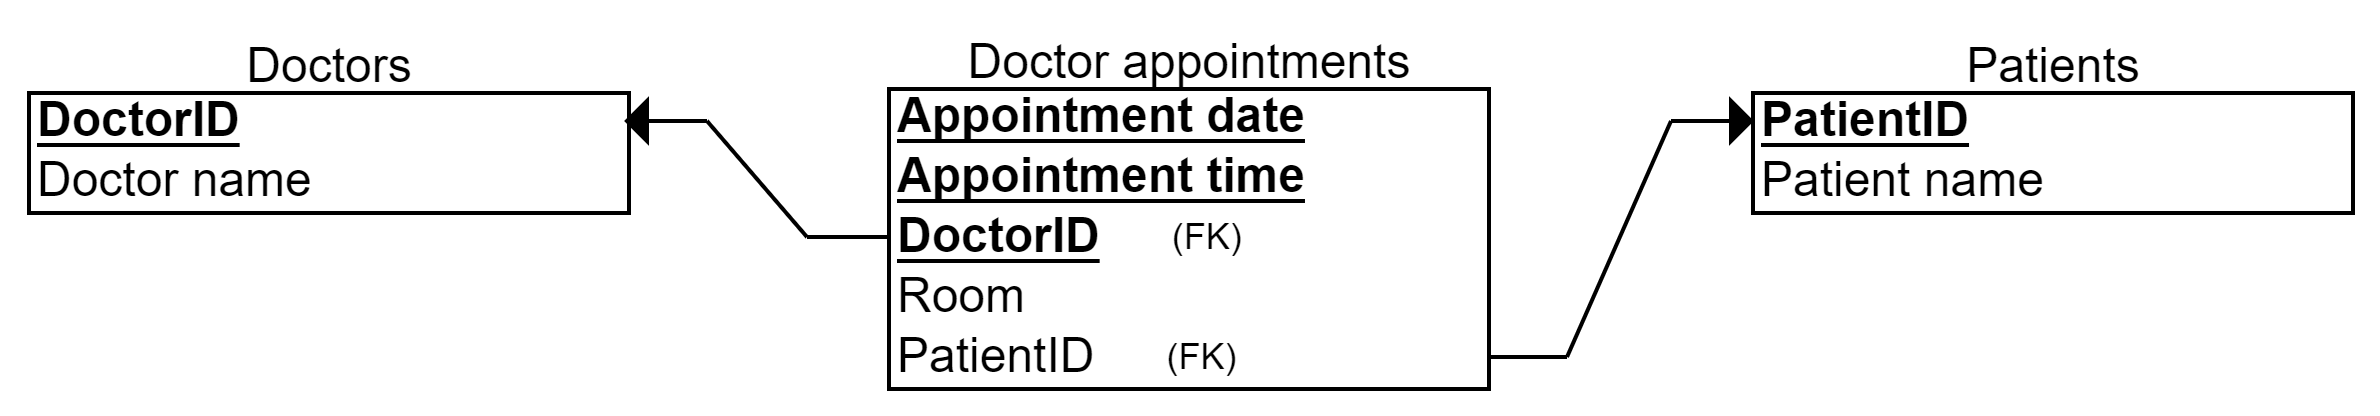 Doctors
DoctorID
Doctor name
Doctor appointments
Appointment date
Appointment time
DoctorID (FK)
Room
PatientID (FK)
Patients
PatientID
Patient name